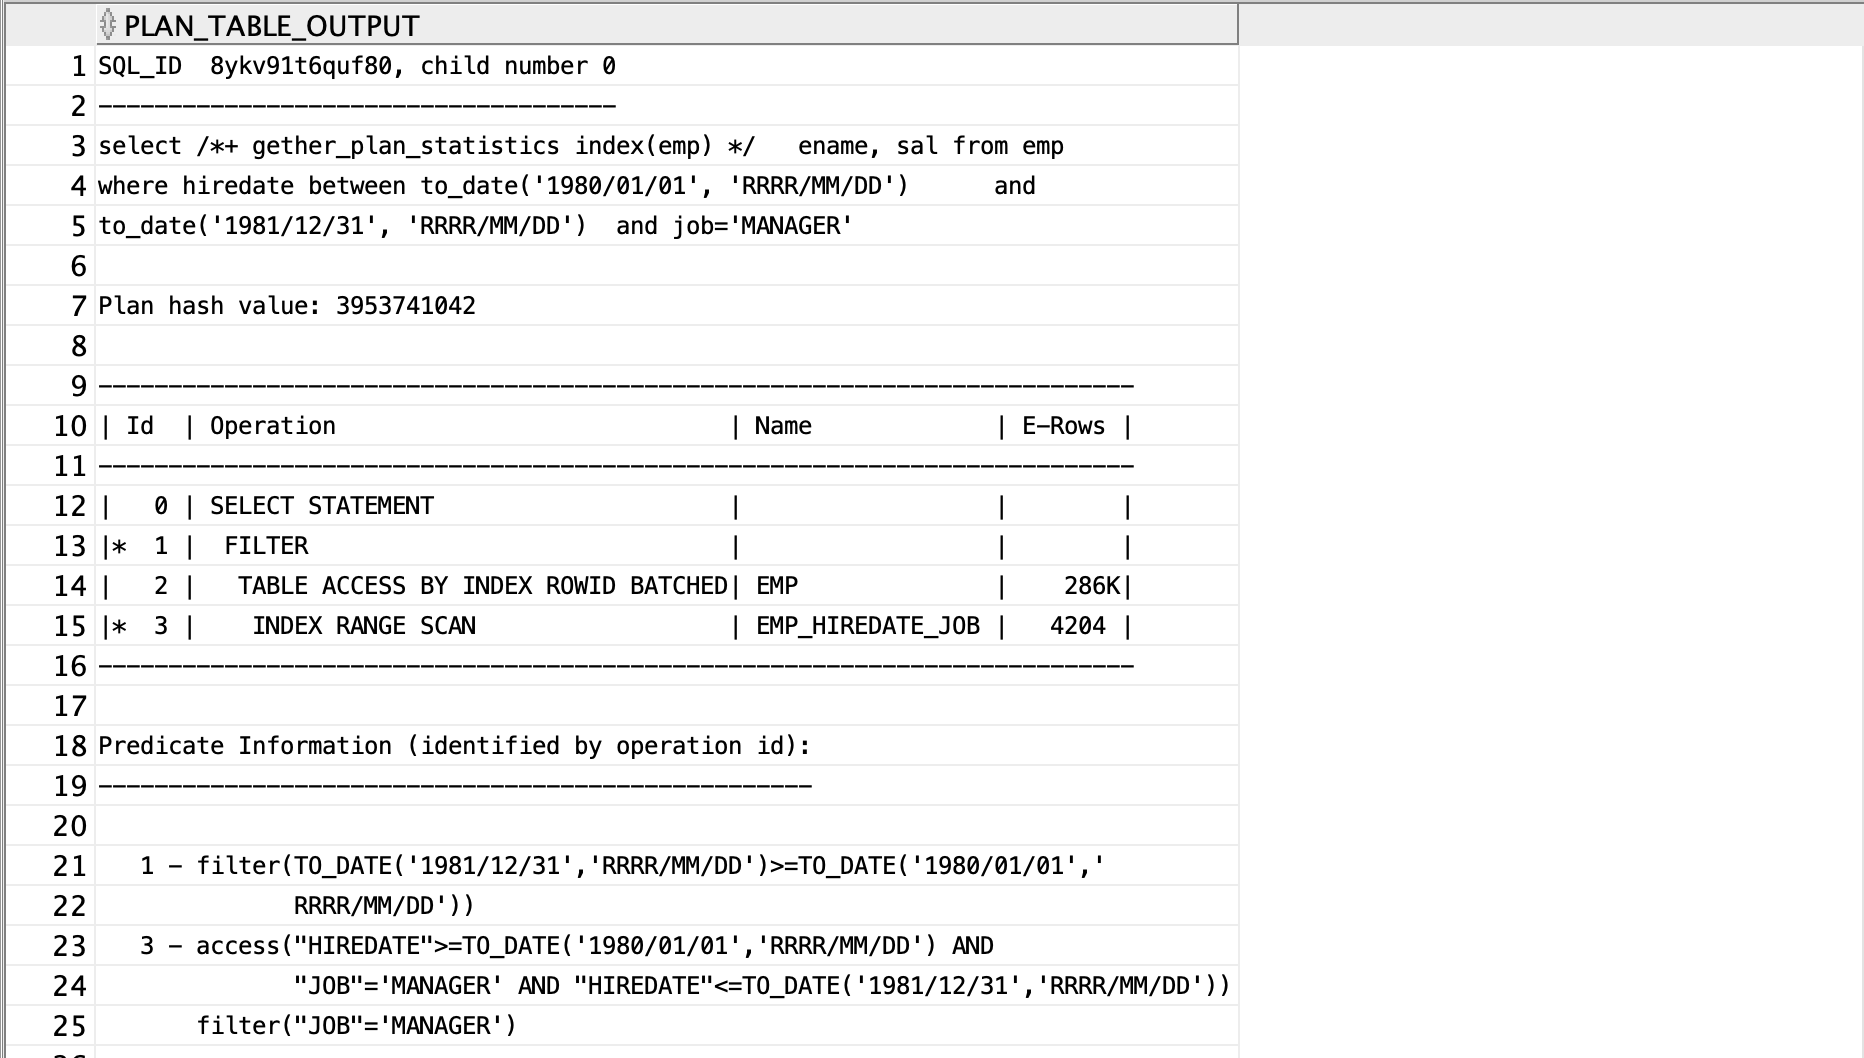 PLAN_TABLE_OUTPUT
1 SQL_ID  8ykv91t6quf80, child number 0
2 -------------------------------------
3 select /*+ gether_plan_statistics index(emp) */   ename, sal from emp
4 where hiredate between to_date('1980/01/01', 'RRRR/MM/DD')      and
5 to_date('1981/12/31', 'RRRR/MM/DD')  and job='MANAGER'
6
7 Plan hash value: 3953741042
8
9 --------------------------------------------------------------------------
10 | Id  | Operation                            | Name             | E-Rows |
11 --------------------------------------------------------------------------
12 |   0 | SELECT STATEMENT                     |                  |        |
13 |*  1 |  FILTER                              |                  |        |
14 |   2 |   TABLE ACCESS BY INDEX ROWID BATCHED| EMP              |    286K|
15 |*  3 |    INDEX RANGE SCAN                  | EMP_HIREDATE_JOB |   4204 |
16 --------------------------------------------------------------------------
17
18 Predicate Information (identified by operation id):
19 ---------------------------------------------------
20
21    1 - filter(TO_DATE('1981/12/31','RRRR/MM/DD')>=TO_DATE('1980/01/01','
22               RRRR/MM/DD'))
23    3 - access("HIREDATE">=TO_DATE('1980/01/01','RRRR/MM/DD') AND
24               "JOB"='MANAGER' AND "HIREDATE"<=TO_DATE('1981/12/31','RRRR/MM/DD'))
25        filter("JOB"='MANAGER')